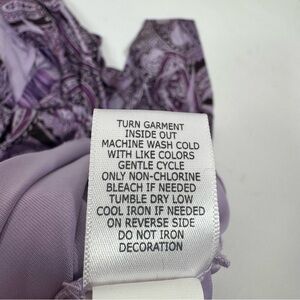 TURN GARMENT
INSIDE OUT
MACHINE WASH COLD
WITH LIKE COLORS
GENTLE CYCLE
ONLY NON-CHLORINE
BLEACH IF NEEDED
TUMBLE DRY LOW
COOL IRON IF NEEDED
ON REVERSE SIDE
DO NOT IRON
DECORATION